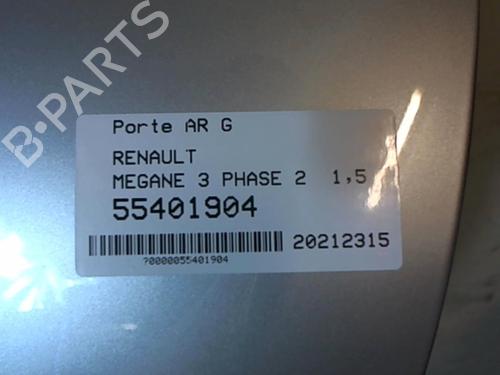 B-PARTS
Porte AR G
RENAULT
MEGANE 3 PHASE 2 1,5
55401904
20212315
?0000055401904